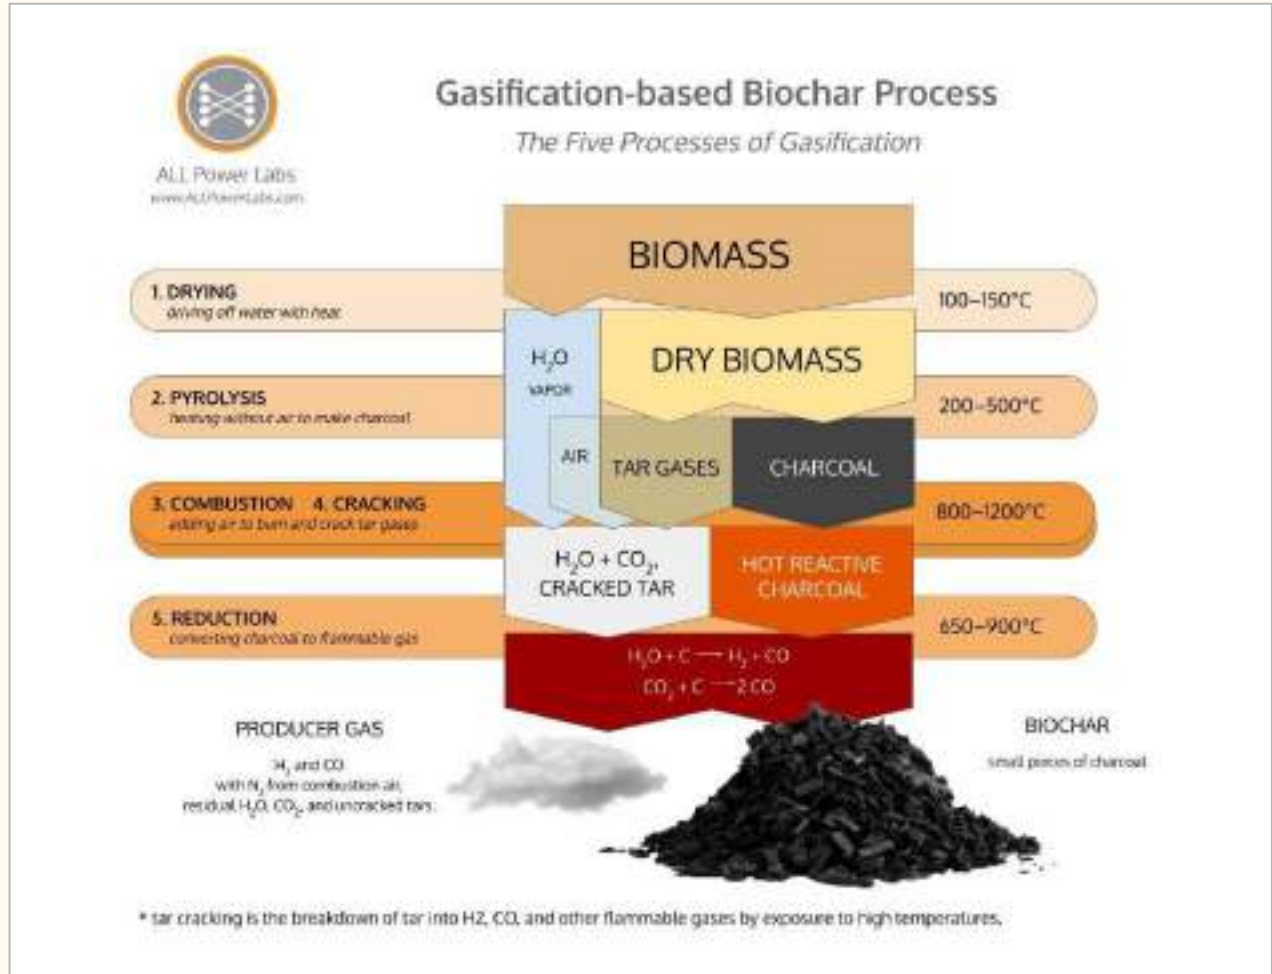 Gasification-based Biochar Process
The Five Processes of Gasification
ALL Power Labs
www.ALLPowerLabs.com
BIOMASS
1. DRYING
driving off water with heat
100–150°C
H₂O
VAPOR
DRY BIOMASS
2. PYROLYSIS
heating without air to make charcoal
200–500°C
AIR
TAR GASES
CHARCOAL
3. COMBUSTION 4. CRACKING
adding air to burn and crack tar gases
800–1200°C
H₂O + CO₂,
CRACKED TAR
HOT REACTIVE
CHARCOAL
5. REDUCTION
converting charcoal to flammable gas
650–900°C
H₂O + C → H₂ + CO
CO₂ + C → 2 CO
PRODUCER GAS
H₂ and CO
with N₂ from combustion air,
residual H₂O, CO₂, and uncracked tars.
BIOCHAR
small pieces of charcoal
* tar cracking is the breakdown of tar into H2, CO, and other flammable gases by exposure to high temperatures.